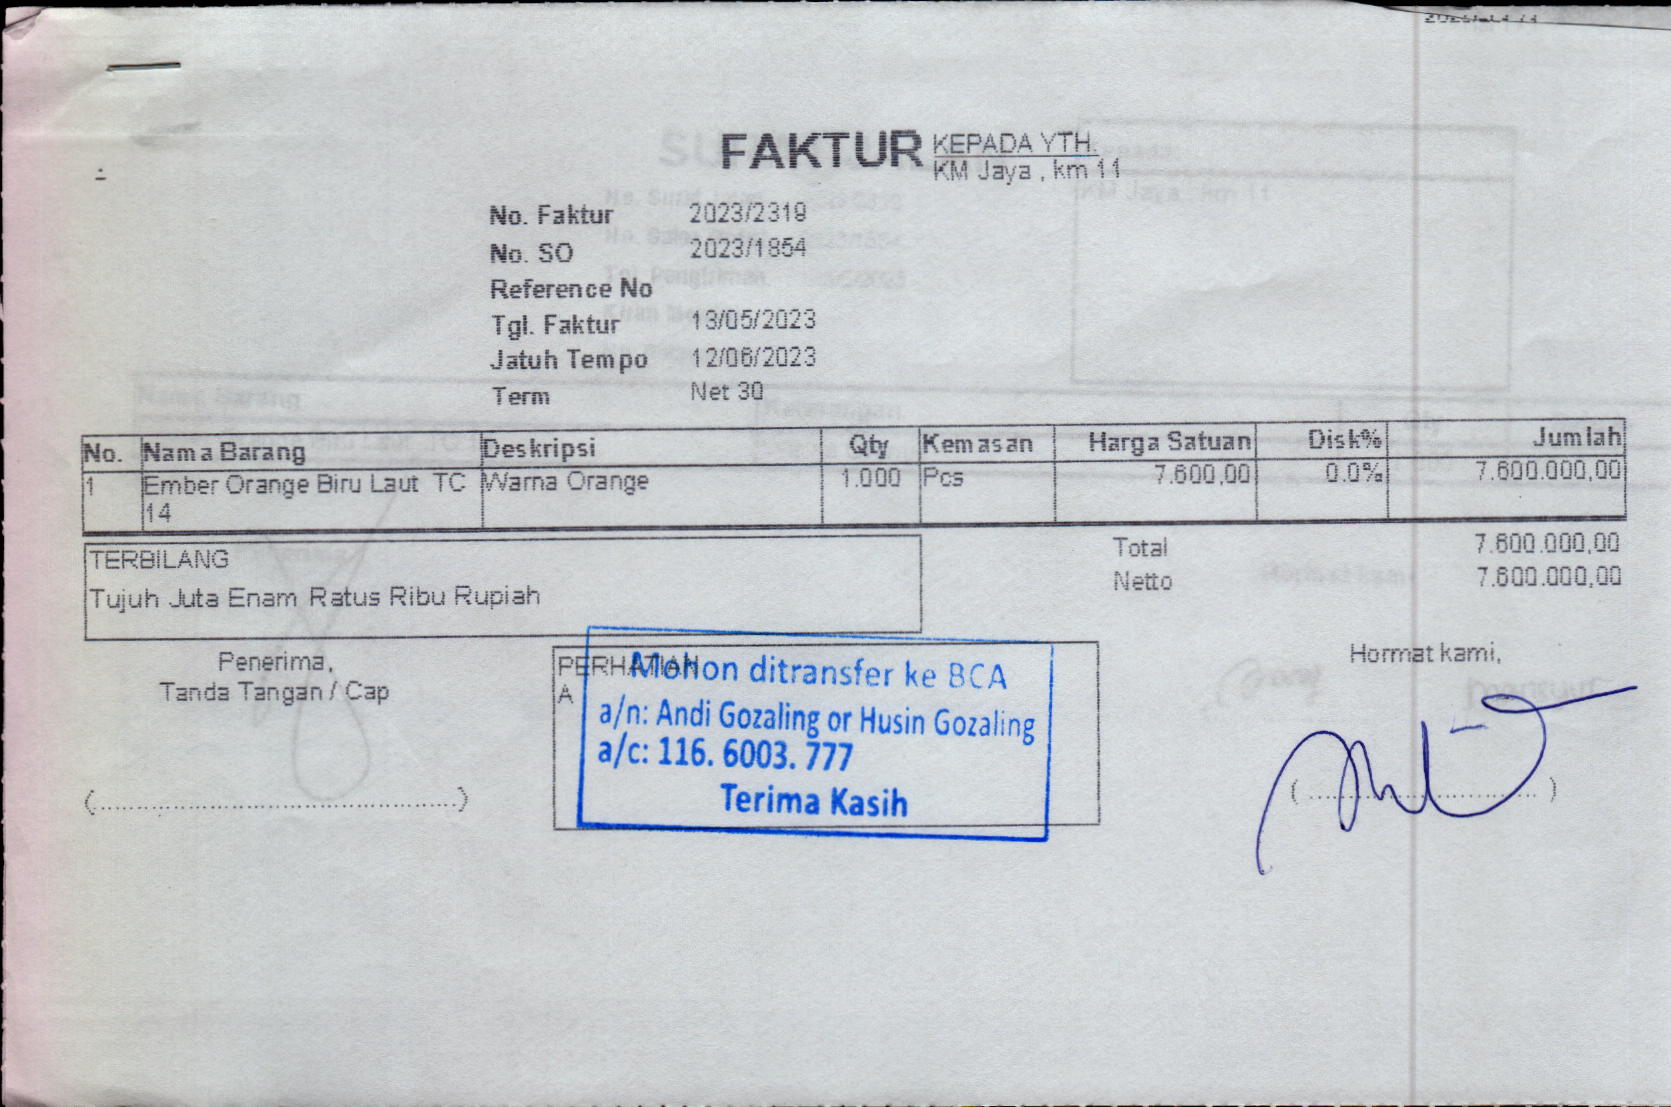 FAKTUR
KEPADA YTH.
KM Jaya , km 11
No. Faktur 2023/2319
No. SO 2023/1854
Reference No
Tgl. Faktur 13/05/2023
Jatuh Tempo 12/06/2023
Term Net 30
No. Nama Barang Deskripsi Qty Kemasan Harga Satuan Disk% Jumlah
1 Ember Orange Biru Laut TC Warna Orange 1.000 Pcs 7.600,00 0.0% 7.600.000,00
14
Total 7.600.000,00
Netto 7.600.000,00
TERBILANG
Tujuh Juta Enam Ratus Ribu Rupiah
Penerima,
Tanda Tangan / Cap
(..............................................)
PERHATIAN
A
Mohon ditransfer ke BCA
a/n: Andi Gozaling or Husin Gozaling
a/c: 116. 6003. 777
Terima Kasih
Hormat kami,
( ............................... )